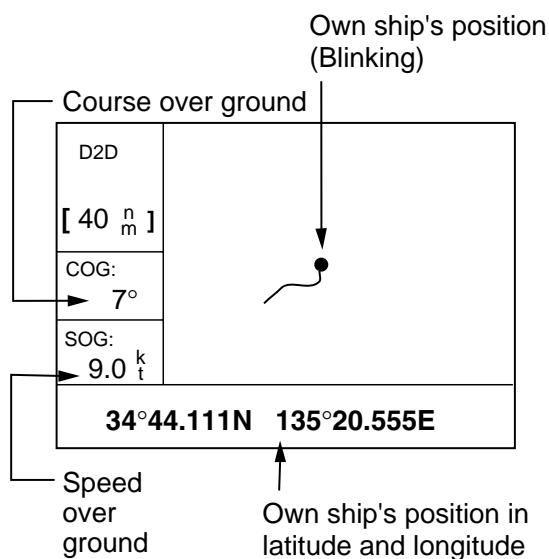 Own ship's position
(Blinking)
Course over ground
D2D
[ 40 nm ]
COG:
7°
SOG:
9.0 kt
34°44.111N 135°20.555E
Speed
over
ground
Own ship's position in
latitude and longitude